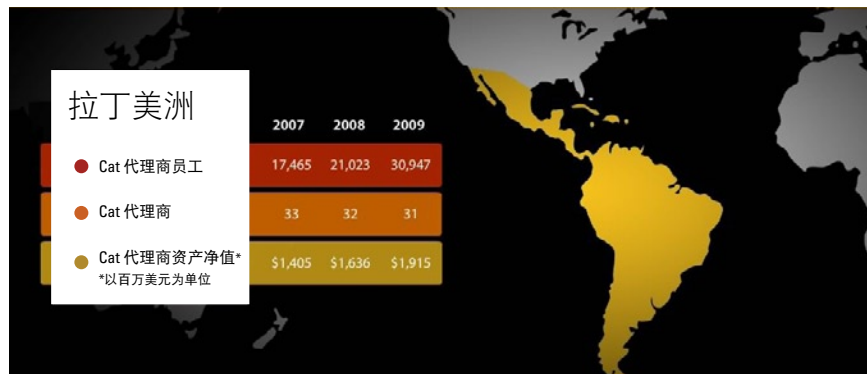 拉丁美洲
2007 2008 2009
Cat 代理商员工 17,465 21,023 30,947
Cat 代理商 33 32 31
Cat 代理商资产净值* $1,405 $1,636 $1,915
*以百万美元为单位